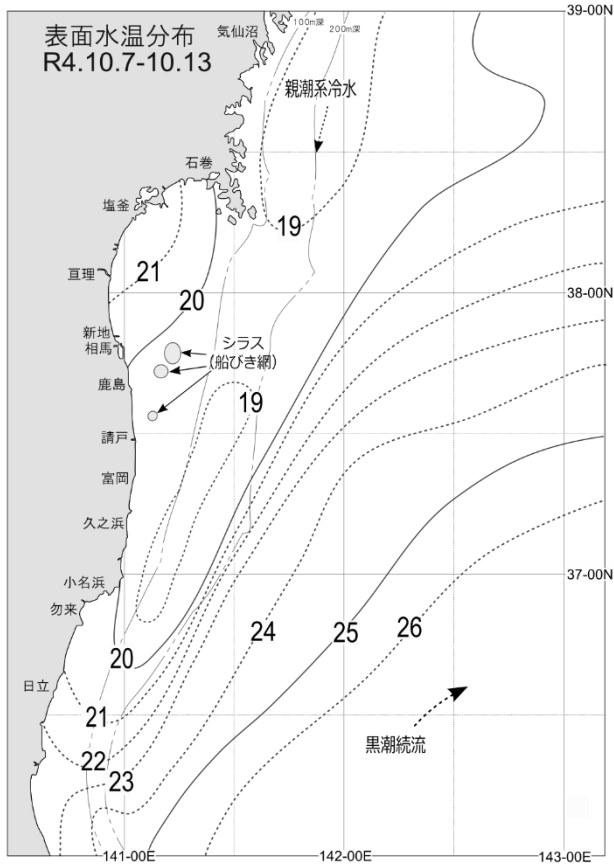 表面水温分布
R4.10.7-10.13
気仙沼
100m深
200m深
39-00N
親潮系冷水
石巻
塩釜
19
21
亘理
20
38-00N
新地
相馬
シラス
(船びき網)
鹿島
19
請戸
富岡
久之浜
37-00N
小名浜
勿来
24
25
26
20
日立
21
黒潮続流
22
23
141-00E
142-00E
143-00E